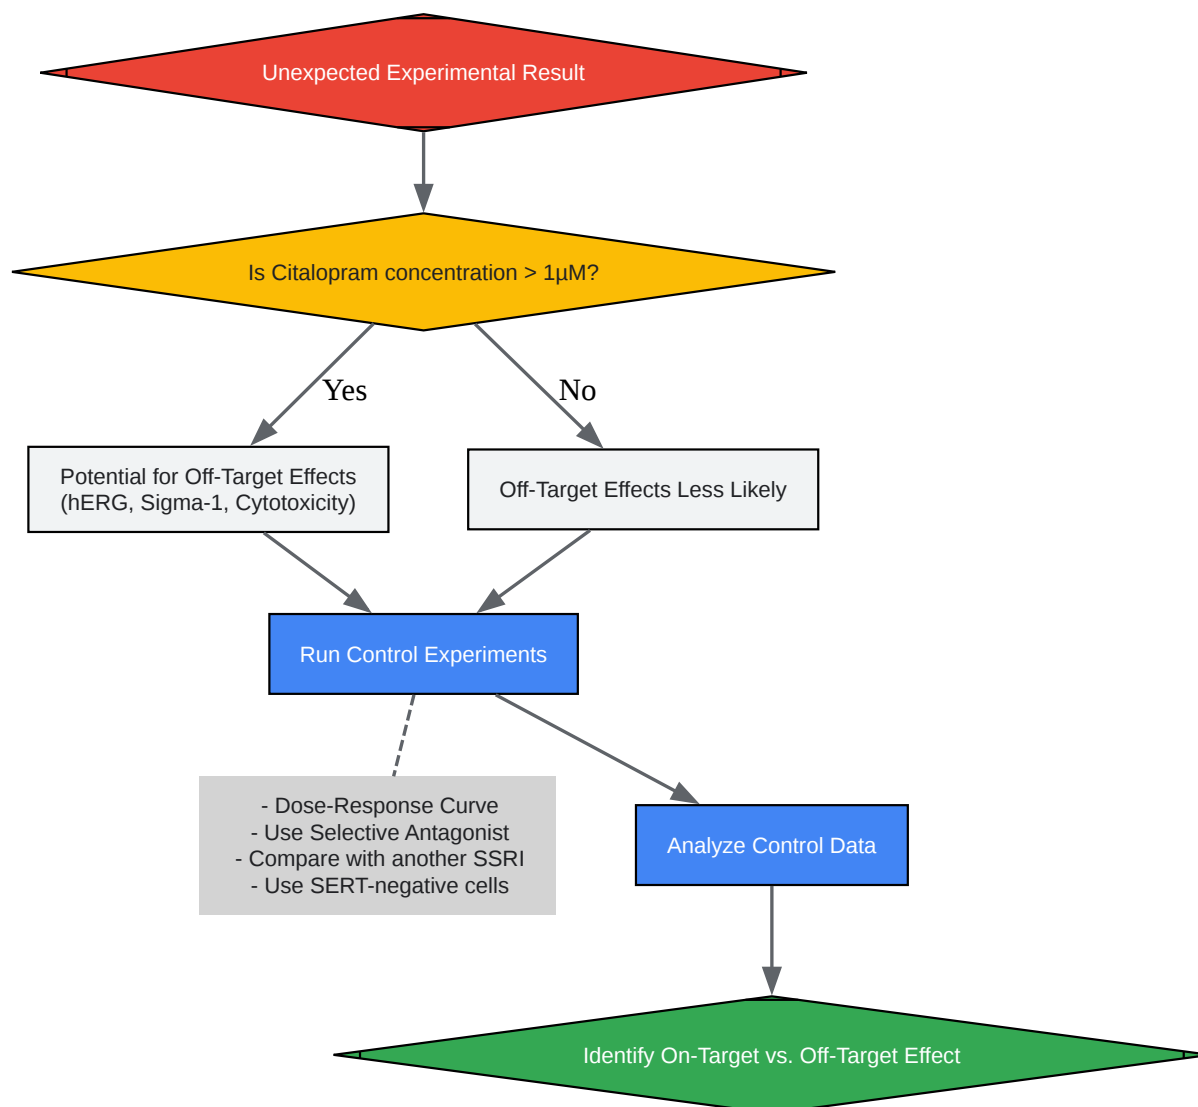 Unexpected Experimental Result
Is Citalopram concentration > 1µM?
Yes
No
Potential for Off-Target Effects
(hERG, Sigma-1, Cytotoxicity)
Off-Target Effects Less Likely
Run Control Experiments
- Dose-Response Curve
- Use Selective Antagonist
- Compare with another SSRI
- Use SERT-negative cells
Analyze Control Data
Identify On-Target vs. Off-Target Effect